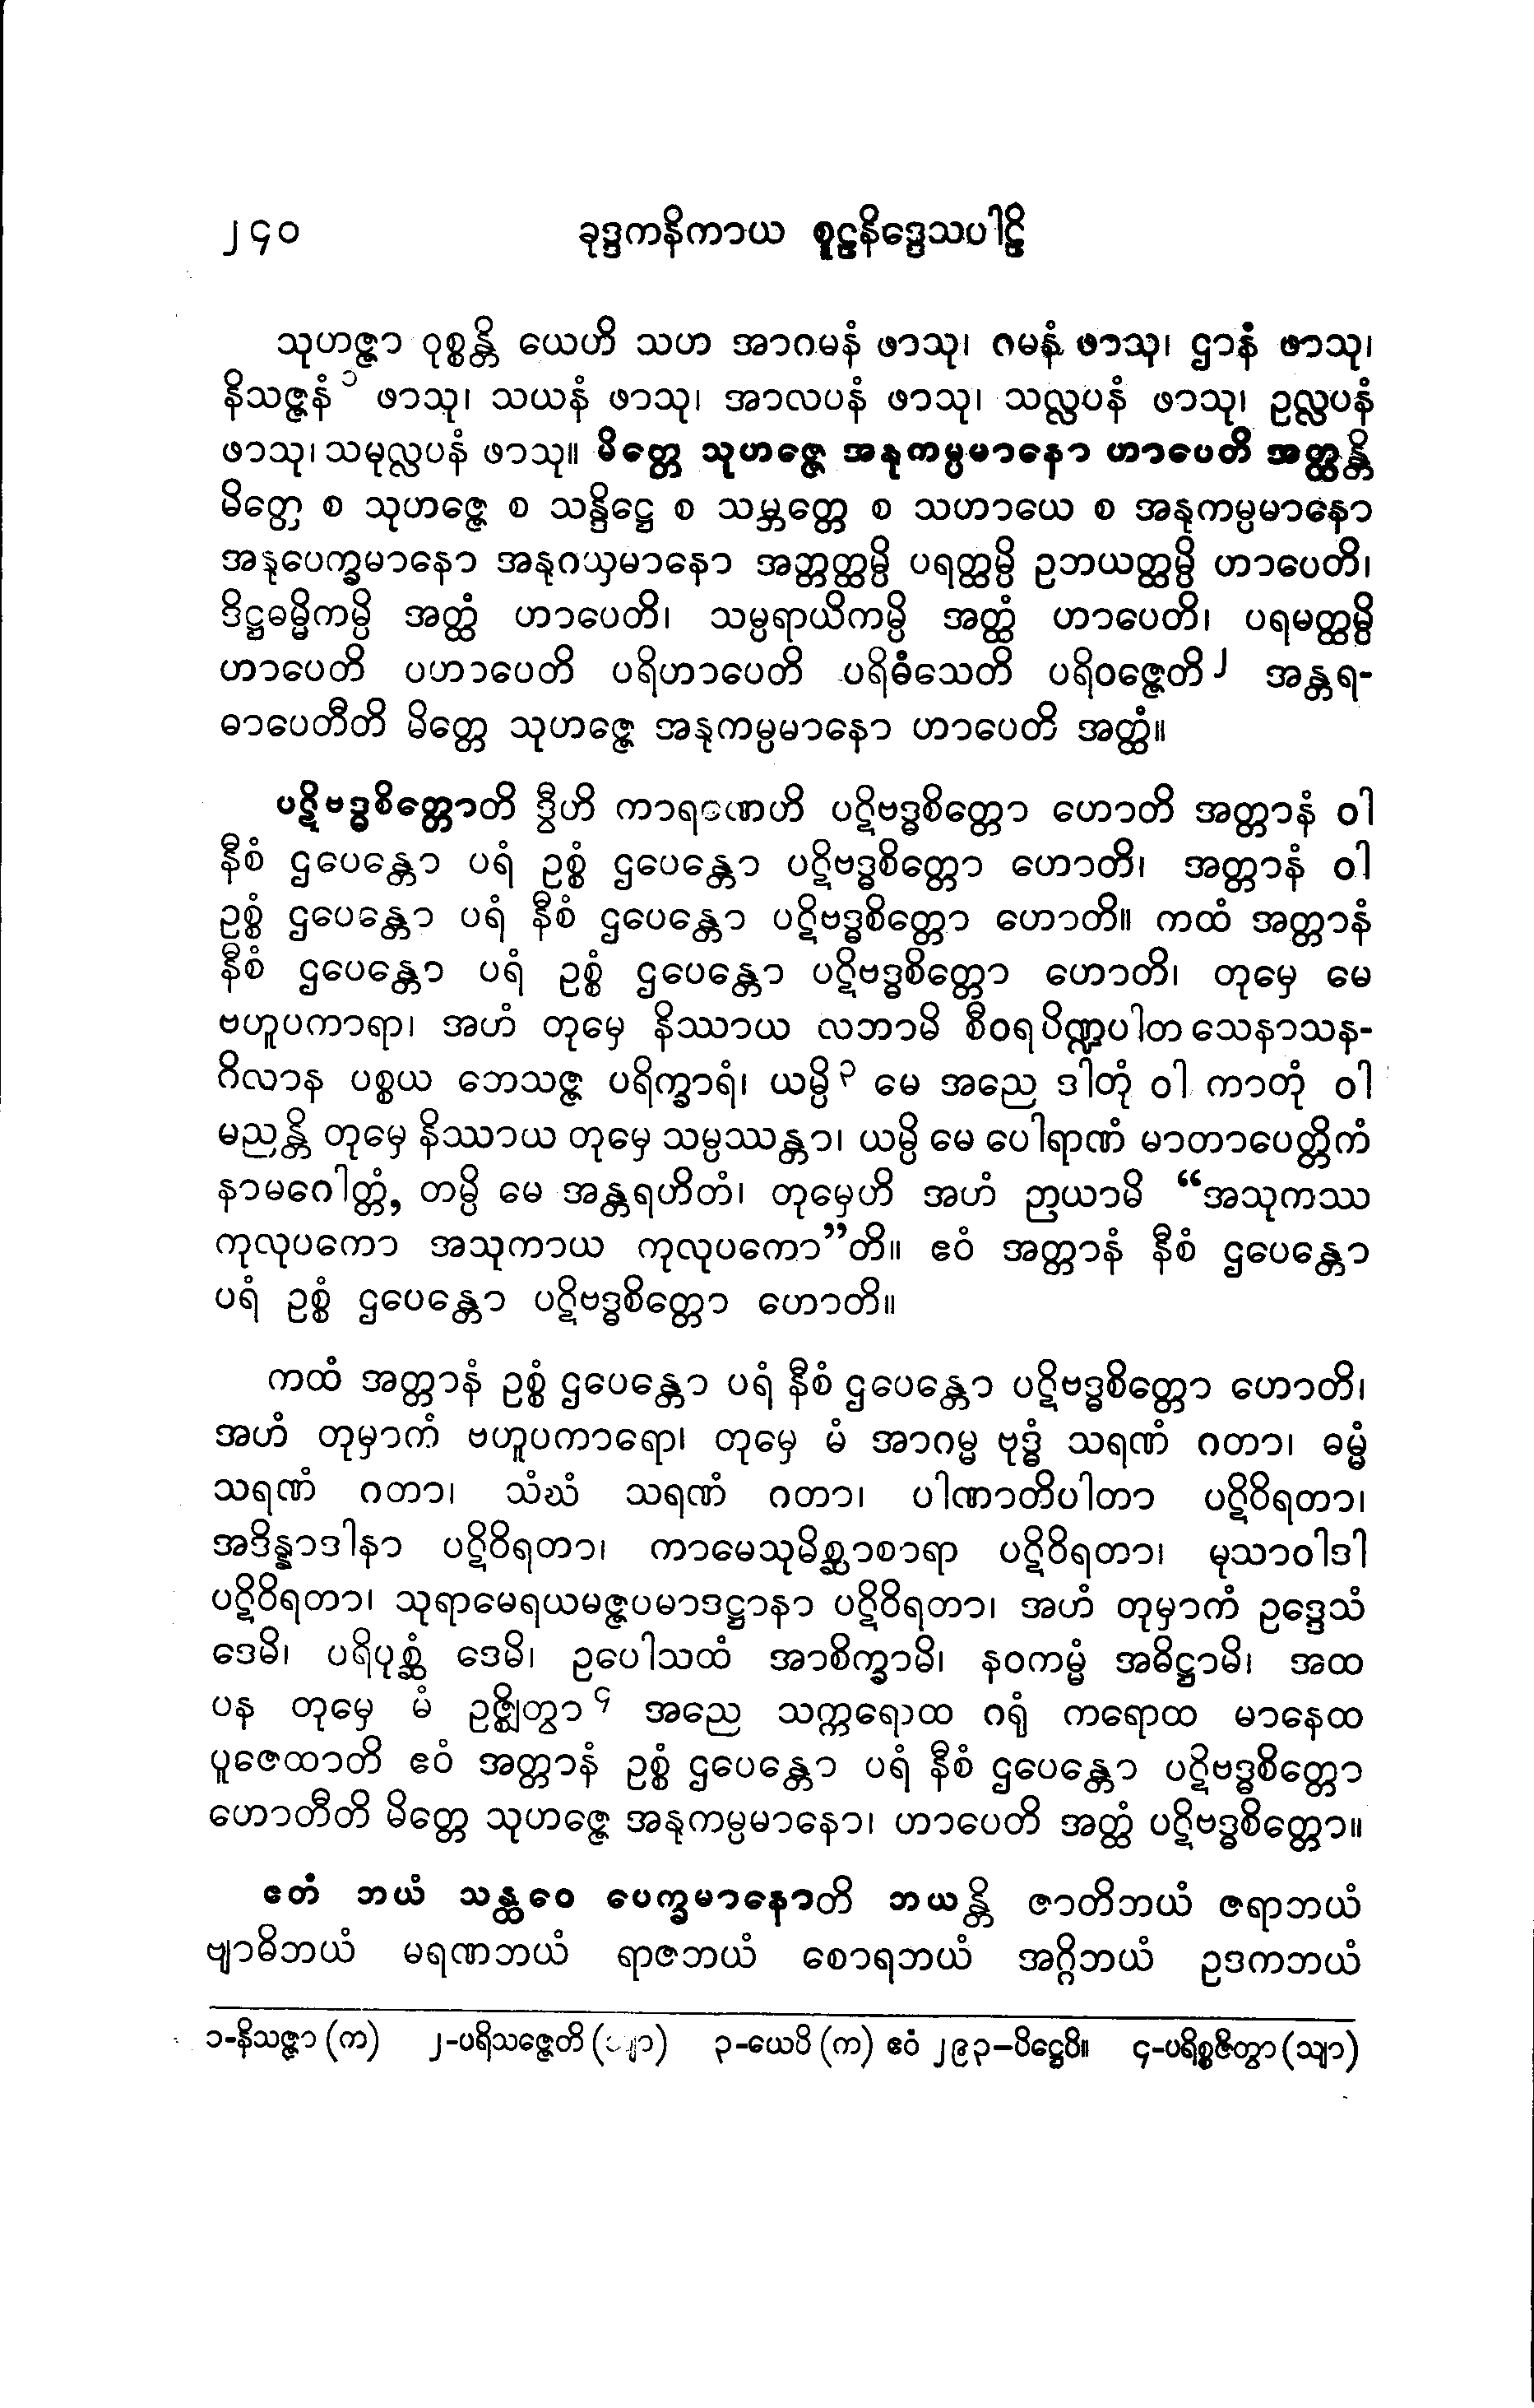 ၂၄၀ ခုဒ္ဒကနိကာယ စူဠနိဒ္ဒေသပါဠိ
သုဟဇ္ဇာ ဝုစ္စန္တိ ယေဟိ သဟ အာဂမနံ ဖာသု၊ ဂမနံ ဖာသု၊ ဌာနံ ဖာသု၊
နိသဇ္ဇနံ ၁ ဖာသု၊ သယနံ ဖာသု၊ အာလပနံ ဖာသု၊ သလ္လပနံ ဖာသု၊ ဥလ္လပနံ
ဖာသု၊ သမုလ္လပနံ ဖာသု။ မိတ္တေ သုဟဇ္ဇေ အနုကမ္ပမာနော ဟာပေတိ အတ္ထန္တိ
မိတ္တေ စ သုဟဇ္ဇေ စ သန္ဒိဋ္ဌေ စ သမ္ဘတ္တေ စ သဟာယေ စ အနုကမ္ပမာနော
အနုပေက္ခမာနော အနုဂယှမာနော အတ္တတ္ထမ္ပိ ပရတ္ထမ္ပိ ဥဘယတ္ထမ္ပိ ဟာပေတိ၊
ဒိဋ္ဌဓမ္မိကမ္ပိ အတ္ထံ ဟာပေတိ၊ သမ္ပရာယိကမ္ပိ အတ္ထံ ဟာပေတိ၊ ပရမတ္ထမ္ပိ
ဟာပေတိ ပဟာပေတိ ပရိဟာပေတိ ပရိဓံသေတိ ပရိဝဇ္ဇေတိ ၂ အန္တရ-
ဓာပေတီတိ မိတ္တေ သုဟဇ္ဇေ အနုကမ္ပမာနော ဟာပေတိ အတ္ထံ။
ပဋိဗဒ္ဓစိတ္တောတိ ဒွီဟိ ကာရဏေဟိ ပဋိဗဒ္ဓစိတ္တော ဟောတိ အတ္တာနံ ဝါ
နီစံ ဌပေန္တော ပရံ ဥစ္စံ ဌပေန္တော ပဋိဗဒ္ဓစိတ္တော ဟောတိ၊ အတ္တာနံ ဝါ
ဥစ္စံ ဌပေန္တော ပရံ နီစံ ဌပေန္တော ပဋိဗဒ္ဓစိတ္တော ဟောတိ။ ကထံ အတ္တာနံ
နီစံ ဌပေန္တော ပရံ ဥစ္စံ ဌပေန္တော ပဋိဗဒ္ဓစိတ္တော ဟောတိ၊ တုမှေ မေ
ဗဟူပကာရာ၊ အဟံ တုမှေ နိဿာယ လဘာမိ စီဝရ ပိဏ္ဍပါတ သေနာသန-
ဂိလာန ပစ္စယ ဘေသဇ္ဇ ပရိက္ခာရံ၊ ယမ္ပိ ၃ မေ အညေ ဒါတုံ ဝါ ကာတုံ ဝါ
မညန္တိ တုမှေ နိဿာယ တုမှေ သမ္ပဿန္တာ၊ ယမ္ပိ မေ ပေါရာဏံ မာတာပေတ္တိကံ
နာမဂေါတ္တံ, တမ္ပိ မေ အန္တရဟိတံ၊ တုမှေဟိ အဟံ ဉာယာမိ “အသုကဿ
ကုလုပကော အသုကာယ ကုလုပကော”တိ။ ဧဝံ အတ္တာနံ နီစံ ဌပေန္တော
ပရံ ဥစ္စံ ဌပေန္တော ပဋိဗဒ္ဓစိတ္တော ဟောတိ။
ကထံ အတ္တာနံ ဥစ္စံ ဌပေန္တော ပရံ နီစံ ဌပေန္တော ပဋိဗဒ္ဓစိတ္တော ဟောတိ၊
အဟံ တုမှာကံ ဗဟူပကာရော၊ တုမှေ မံ အာဂမ္မ ဗုဒ္ဓံ သရဏံ ဂတာ၊ ဓမ္မံ
သရဏံ ဂတာ၊ သံဃံ သရဏံ ဂတာ၊ ပါဏာတိပါတာ ပဋိဝိရတာ၊
အဒိန္နာဒါနာ ပဋိဝိရတာ၊ ကာမေသုမိစ္ဆာစာရာ ပဋိဝိရတာ၊ မုသာဝါဒါ
ပဋိဝိရတာ၊ သုရာမေရယမဇ္ဇပမာဒဋ္ဌာနာ ပဋိဝိရတာ၊ အဟံ တုမှာကံ ဥဒ္ဒေသံ
ဒေမိ၊ ပရိပုစ္ဆံ ဒေမိ၊ ဥပေါသထံ အာစိက္ခာမိ၊ နဝကမ္မံ အဓိဋ္ဌာမိ၊ အထ
ပန တုမှေ မံ ဥဇ္ဈိတွာ ၄ အညေ သက္ကရောထ ဂရုံ ကရောထ မာနေထ
ပူဇေထာတိ ဧဝံ အတ္တာနံ ဥစ္စံ ဌပေန္တော ပရံ နီစံ ဌပေန္တော ပဋိဗဒ္ဓစိတ္တော
ဟောတီတိ မိတ္တေ သုဟဇ္ဇေ အနုကမ္ပမာနော၊ ဟာပေတိ အတ္ထံ ပဋိဗဒ္ဓစိတ္တော။
ဧတံ ဘယံ သန္ထဝေ ပေက္ခမာနောတိ ဘယန္တိ ဇာတိဘယံ ဇရာဘယံ
ဗျာဓိဘယံ မရဏဘယံ ရာဇဘယံ စောရဘယံ အဂ္ဂိဘယံ ဥဒကဘယံ
၁-နိသဇ္ဇာ (က) ၂-ပရိသဇ္ဇေတိ ၃-ယေပိ (က) ဧဝံ ၂၉၃-ပိဋ္ဌေပိ။ ၄-ပရိစ္စဇိတွာ (သျာ)